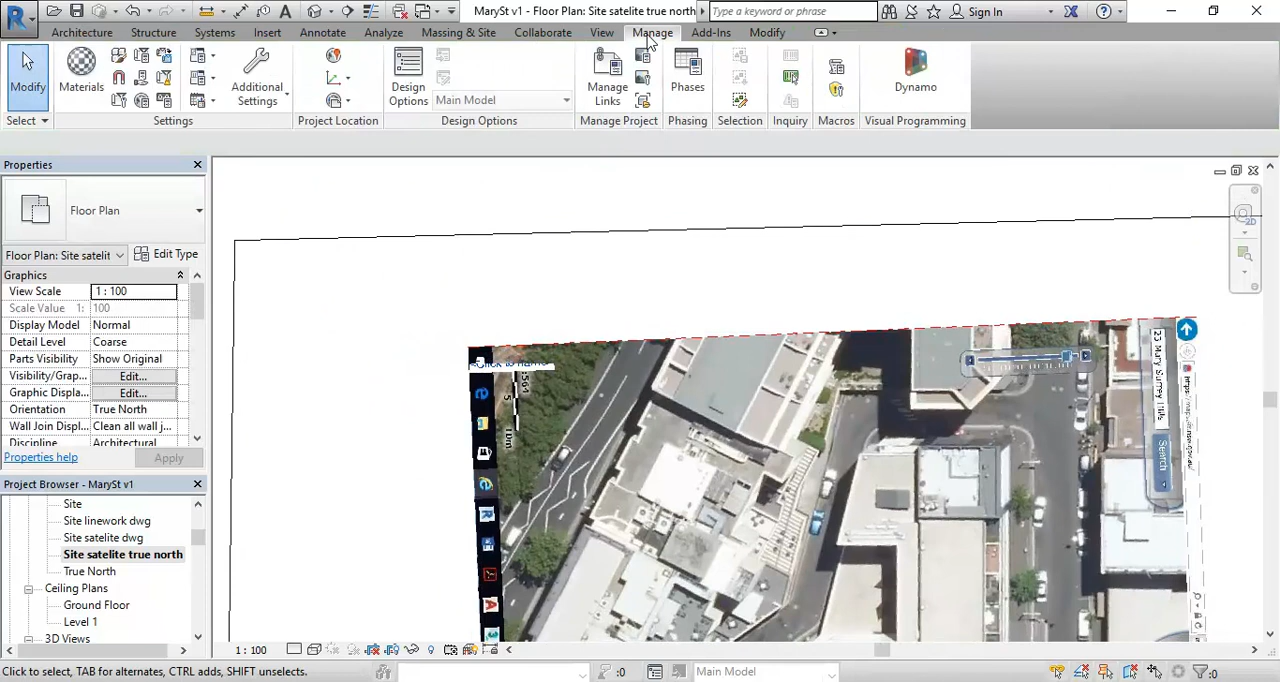 MarySt v1 - Floor Plan: Site satelite true north
Type a keyword or phrase
Sign In
Architecture
Structure
Systems
Insert
Annotate
Analyze
Massing & Site
Collaborate
View
Manage
Add-Ins
Modify
Modify
Materials
Additional
Settings
Design
Options
Main Model
Manage
Links
Phases
Dynamo
Select
Settings
Project Location
Design Options
Manage Project
Phasing
Selection
Inquiry
Macros
Visual Programming
Properties
Floor Plan
Floor Plan: Site satelit
Edit Type
Graphics
View Scale
1 : 100
Scale Value 1:
100
Display Model
Normal
Detail Level
Coarse
Parts Visibility
Show Original
Visibility/Grap...
Edit...
Graphic Displa...
Edit...
Orientation
True North
Wall Join Displ...
Clean all wall j...
Discipline
Architectural
Properties help
Apply
Project Browser - MarySt v1
Site
Site linework dwg
Site satelite dwg
Site satelite true north
True North
Ceiling Plans
Ground Floor
Level 1
3D Views
2D
10m
Search
1 : 100
Click to select, TAB for alternates, CTRL adds, SHIFT unselects.
:0
Main Model
:0